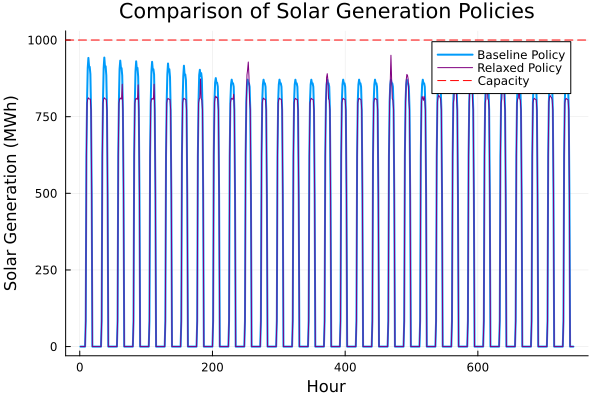 Comparison of Solar Generation Policies
Solar Generation (MWh)
1000
750
500
250
0
Baseline Policy
Relaxed Policy
Capacity
0
200
400
600
Hour